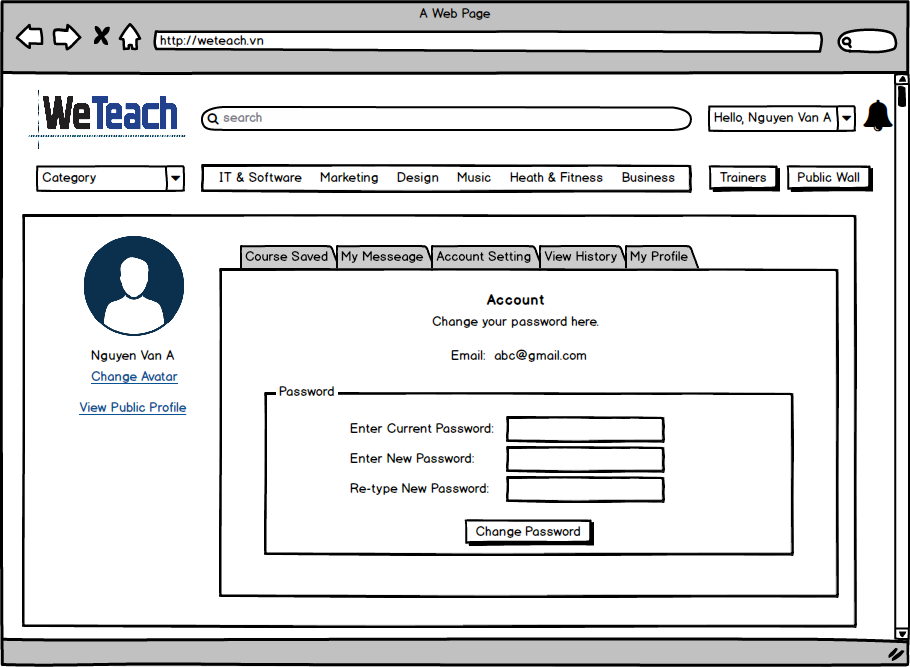 A Web Page
http://weteach.vn
WeTeach
search
Hello, Nguyen Van A
Category
IT & Software Marketing Design Music Heath & Fitness Business
Trainers
Public Wall
Nguyen Van A
Change Avatar
View Public Profile
Course Saved
My Messeage
Account Setting
View History
My Profile
Account
Change your password here.
Email: abc@gmail.com
Password
Enter Current Password:
Enter New Password:
Re-type New Password:
Change Password